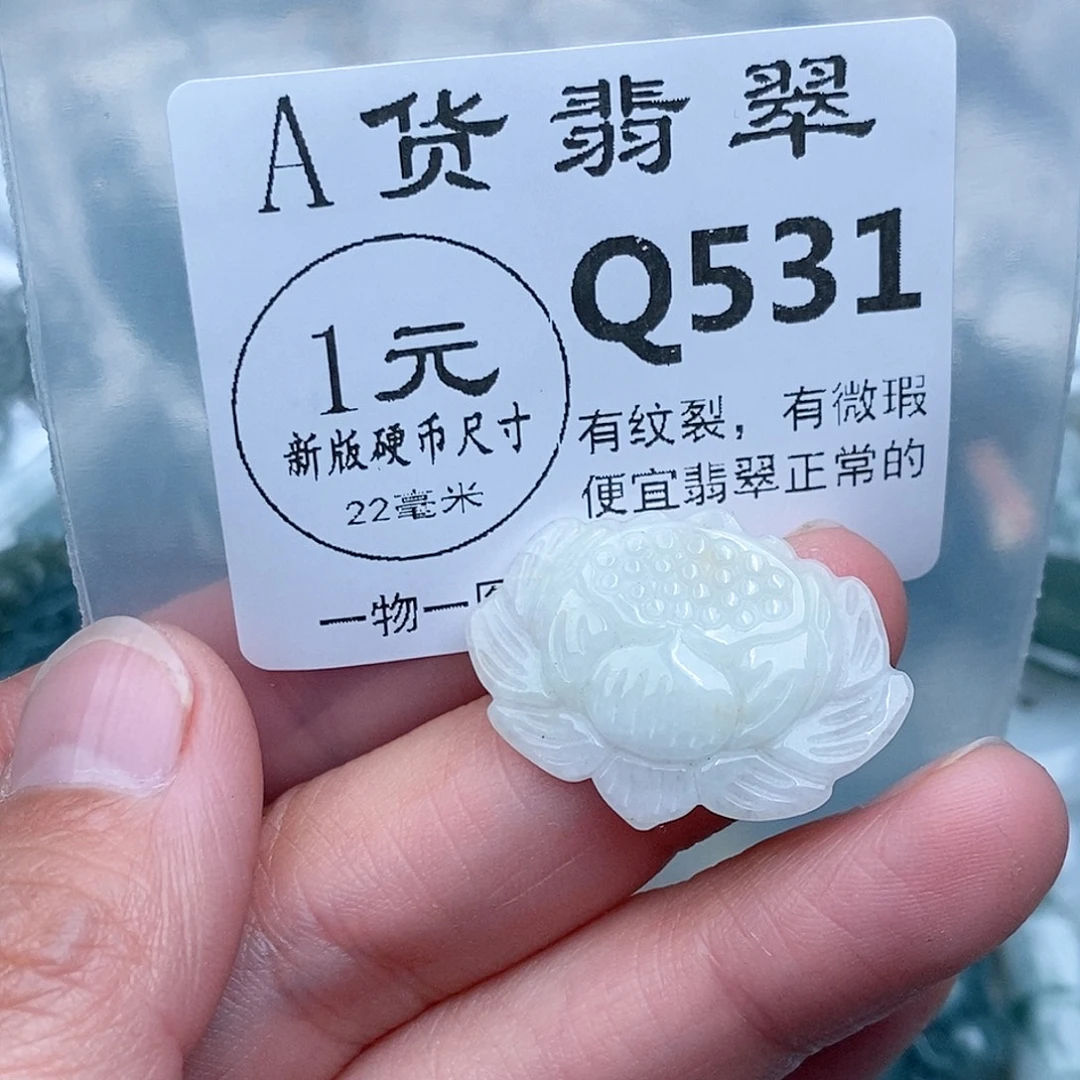 A货翡翠
Q531
1元
新版硬币尺寸
22毫米
有纹裂，有微瑕
便宜翡翠正常的
一物一